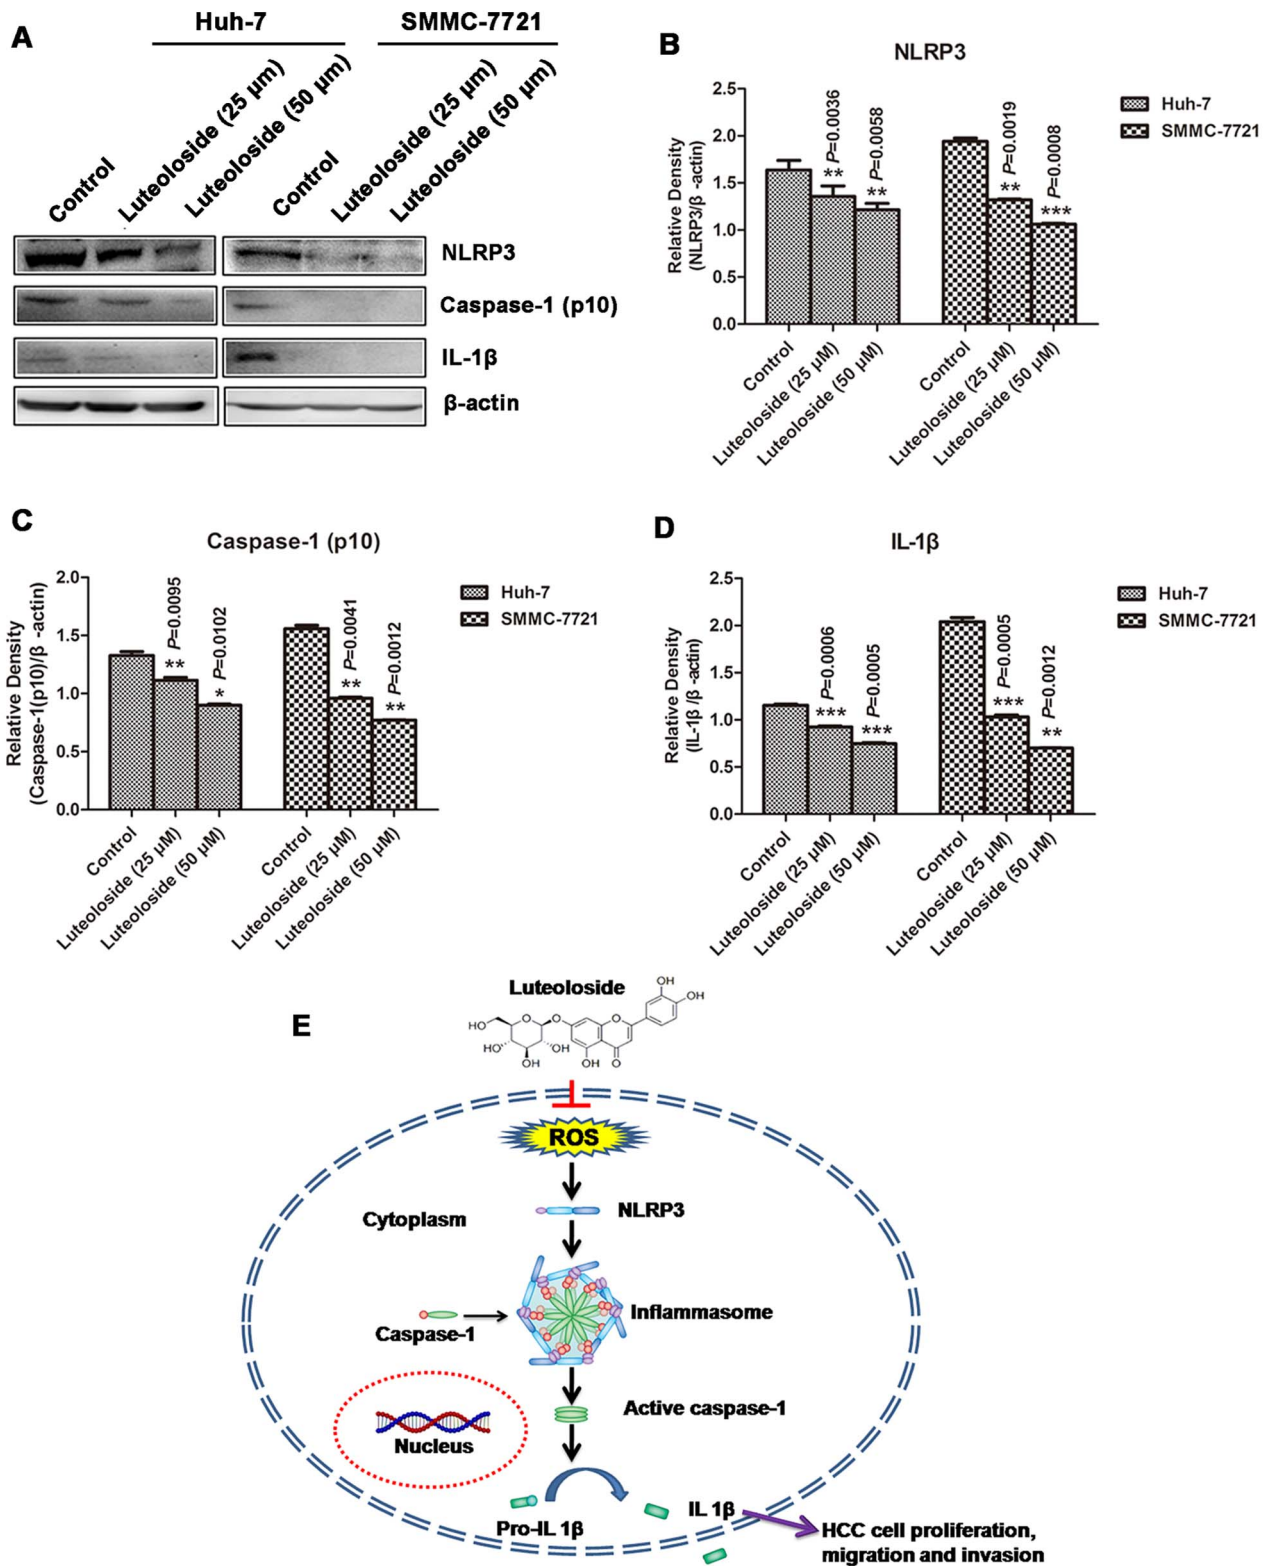 A
Huh-7
SMMC-7721
Control
Luteoloside (25 μm)
Luteoloside (50 μm)
Control
Luteoloside (25 μm)
Luteoloside (50 μm)
NLRP3
Caspase-1 (p10)
IL-1β
β-actin
B
NLRP3
Relative Density
(NLRP3/β -actin)
2.5
2.0
1.5
1.0
0.5
0.0
P=0.0036
**
P=0.0058
**
P=0.0019
**
P=0.0008
***
Control
Luteoloside (25 μM)
Luteoloside (50 μM)
Control
Luteoloside (25 μM)
Luteoloside (50 μM)
Huh-7
SMMC-7721
C
Caspase-1 (p10)
Relative Density
(Caspase-1(p10)/β -actin)
2.0
1.5
1.0
0.5
0.0
P=0.0095
**
P=0.0102
*
P=0.0041
**
P=0.0012
**
Control
Luteoloside (25 μM)
Luteoloside (50 μM)
Control
Luteoloside (25 μM)
Luteoloside (50 μM)
Huh-7
SMMC-7721
D
IL-1β
Relative Density
(IL-1β /β -actin)
2.5
2.0
1.5
1.0
0.5
0.0
P=0.0006
***
P=0.0005
***
P=0.0005
***
P=0.0012
**
Control
Luteoloside (25 μM)
Luteoloside (50 μM)
Control
Luteoloside (25 μM)
Luteoloside (50 μM)
Huh-7
SMMC-7721
E
Luteoloside
OH
OH
HO
O
O
O
HO
OH
OH
OH
O
ROS
NLRP3
Cytoplasm
Inflammasome
Caspase-1
Active caspase-1
Nucleus
Pro-IL 1β
IL 1β
HCC cell proliferation,
migration and invasion